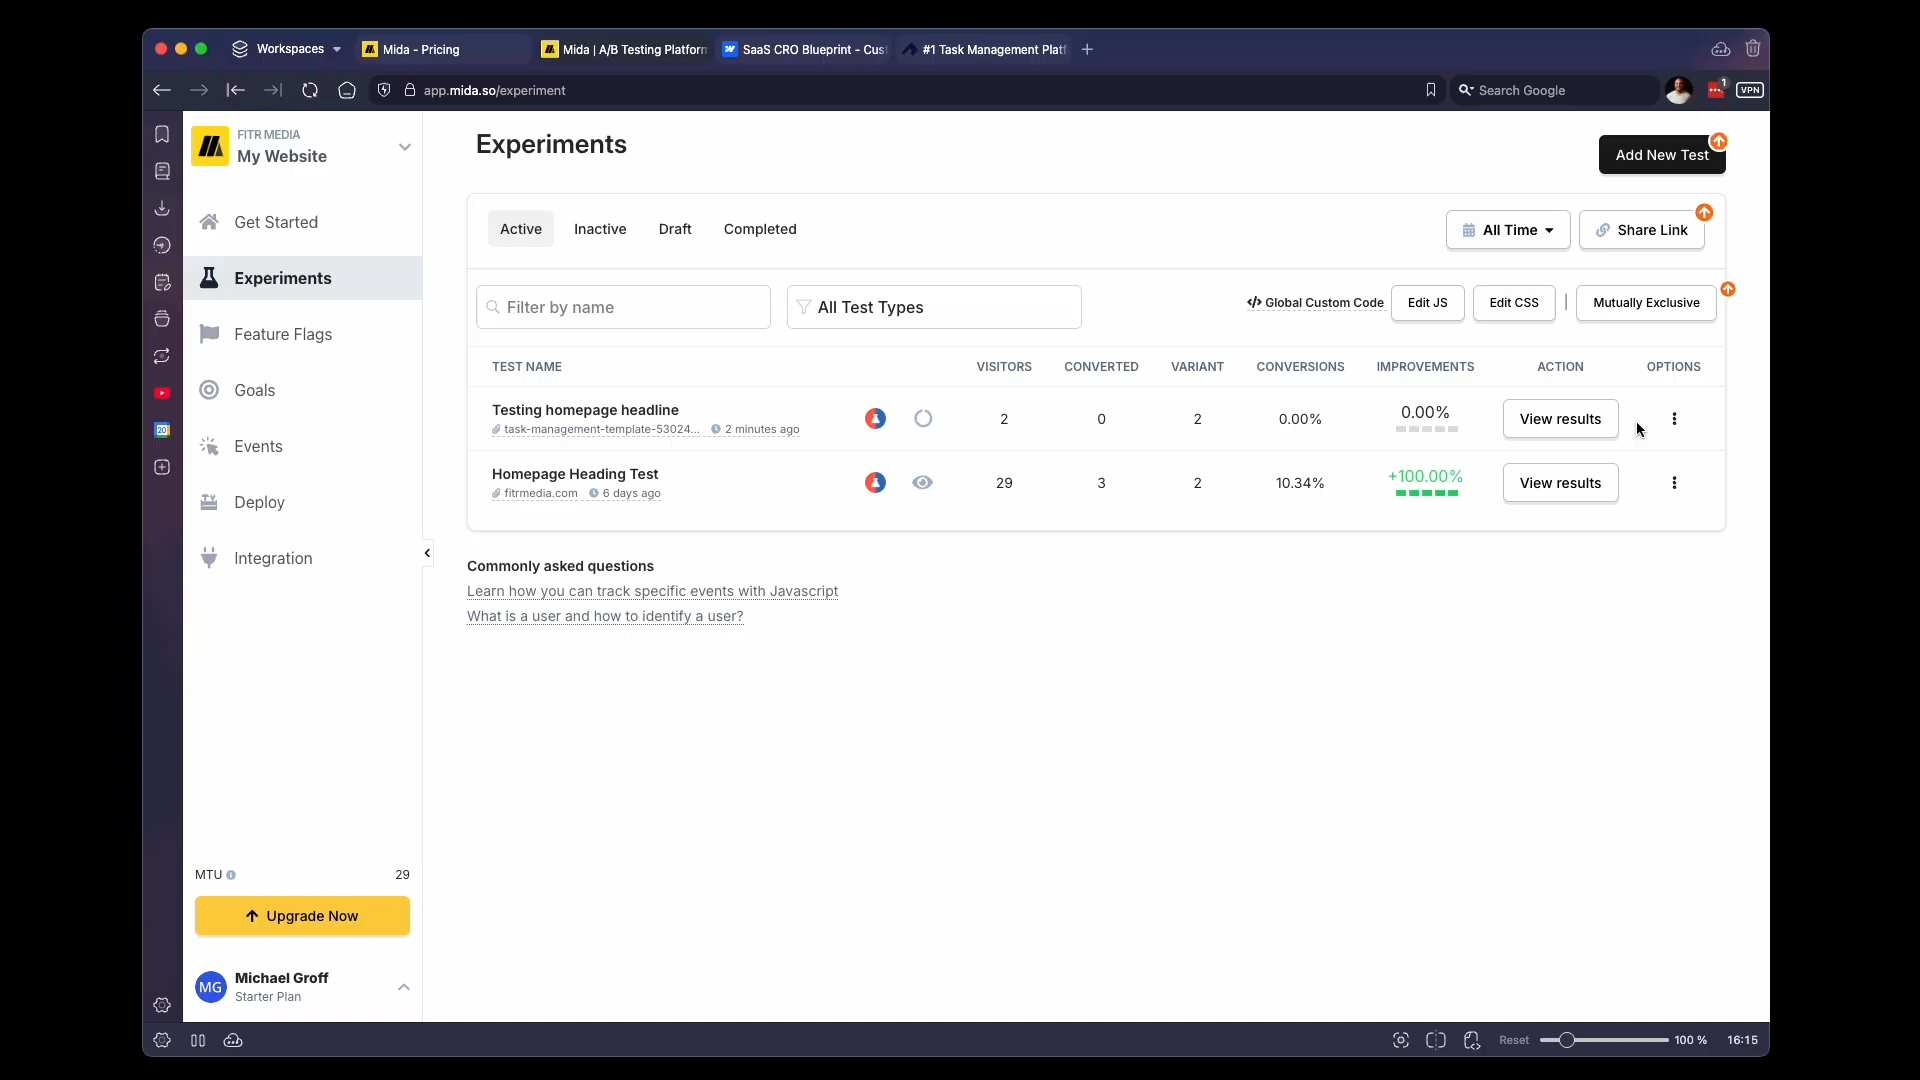 Workspaces
Mida - Pricing
Mida | A/B Testing Platform
SaaS CRO Blueprint - Cus
#1 Task Management Platf
app.mida.so/experiment
Search Google
1
VPN
FITR MEDIA
My Website
Get Started
Experiments
Feature Flags
Goals
Events
Deploy
Integration
MTU
29
Upgrade Now
MG
Michael Groff
Starter Plan
20
Experiments
Add New Test
Active
Inactive
Draft
Completed
All Time
Share Link
Filter by name
All Test Types
Global Custom Code
Edit JS
Edit CSS
|
Mutually Exclusive
TEST NAME VISITORS CONVERTED VARIANT CONVERSIONS IMPROVEMENTS ACTION OPTIONS
Testing homepage headline
task-management-template-53024... 2 minutes ago
2 0 2 0.00% 0.00% View results
Homepage Heading Test
fitrmedia.com 6 days ago
29 3 2 10.34% +100.00% View results
Commonly asked questions
Learn how you can track specific events with Javascript
What is a user and how to identify a user?
Reset
100 %
16:15